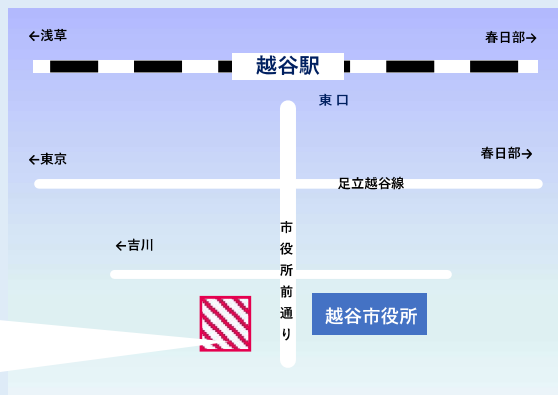 ←浅草
春日部→
越谷駅
東口
←東京
春日部→
足立越谷線
市役所前通り
←吉川
越谷市役所